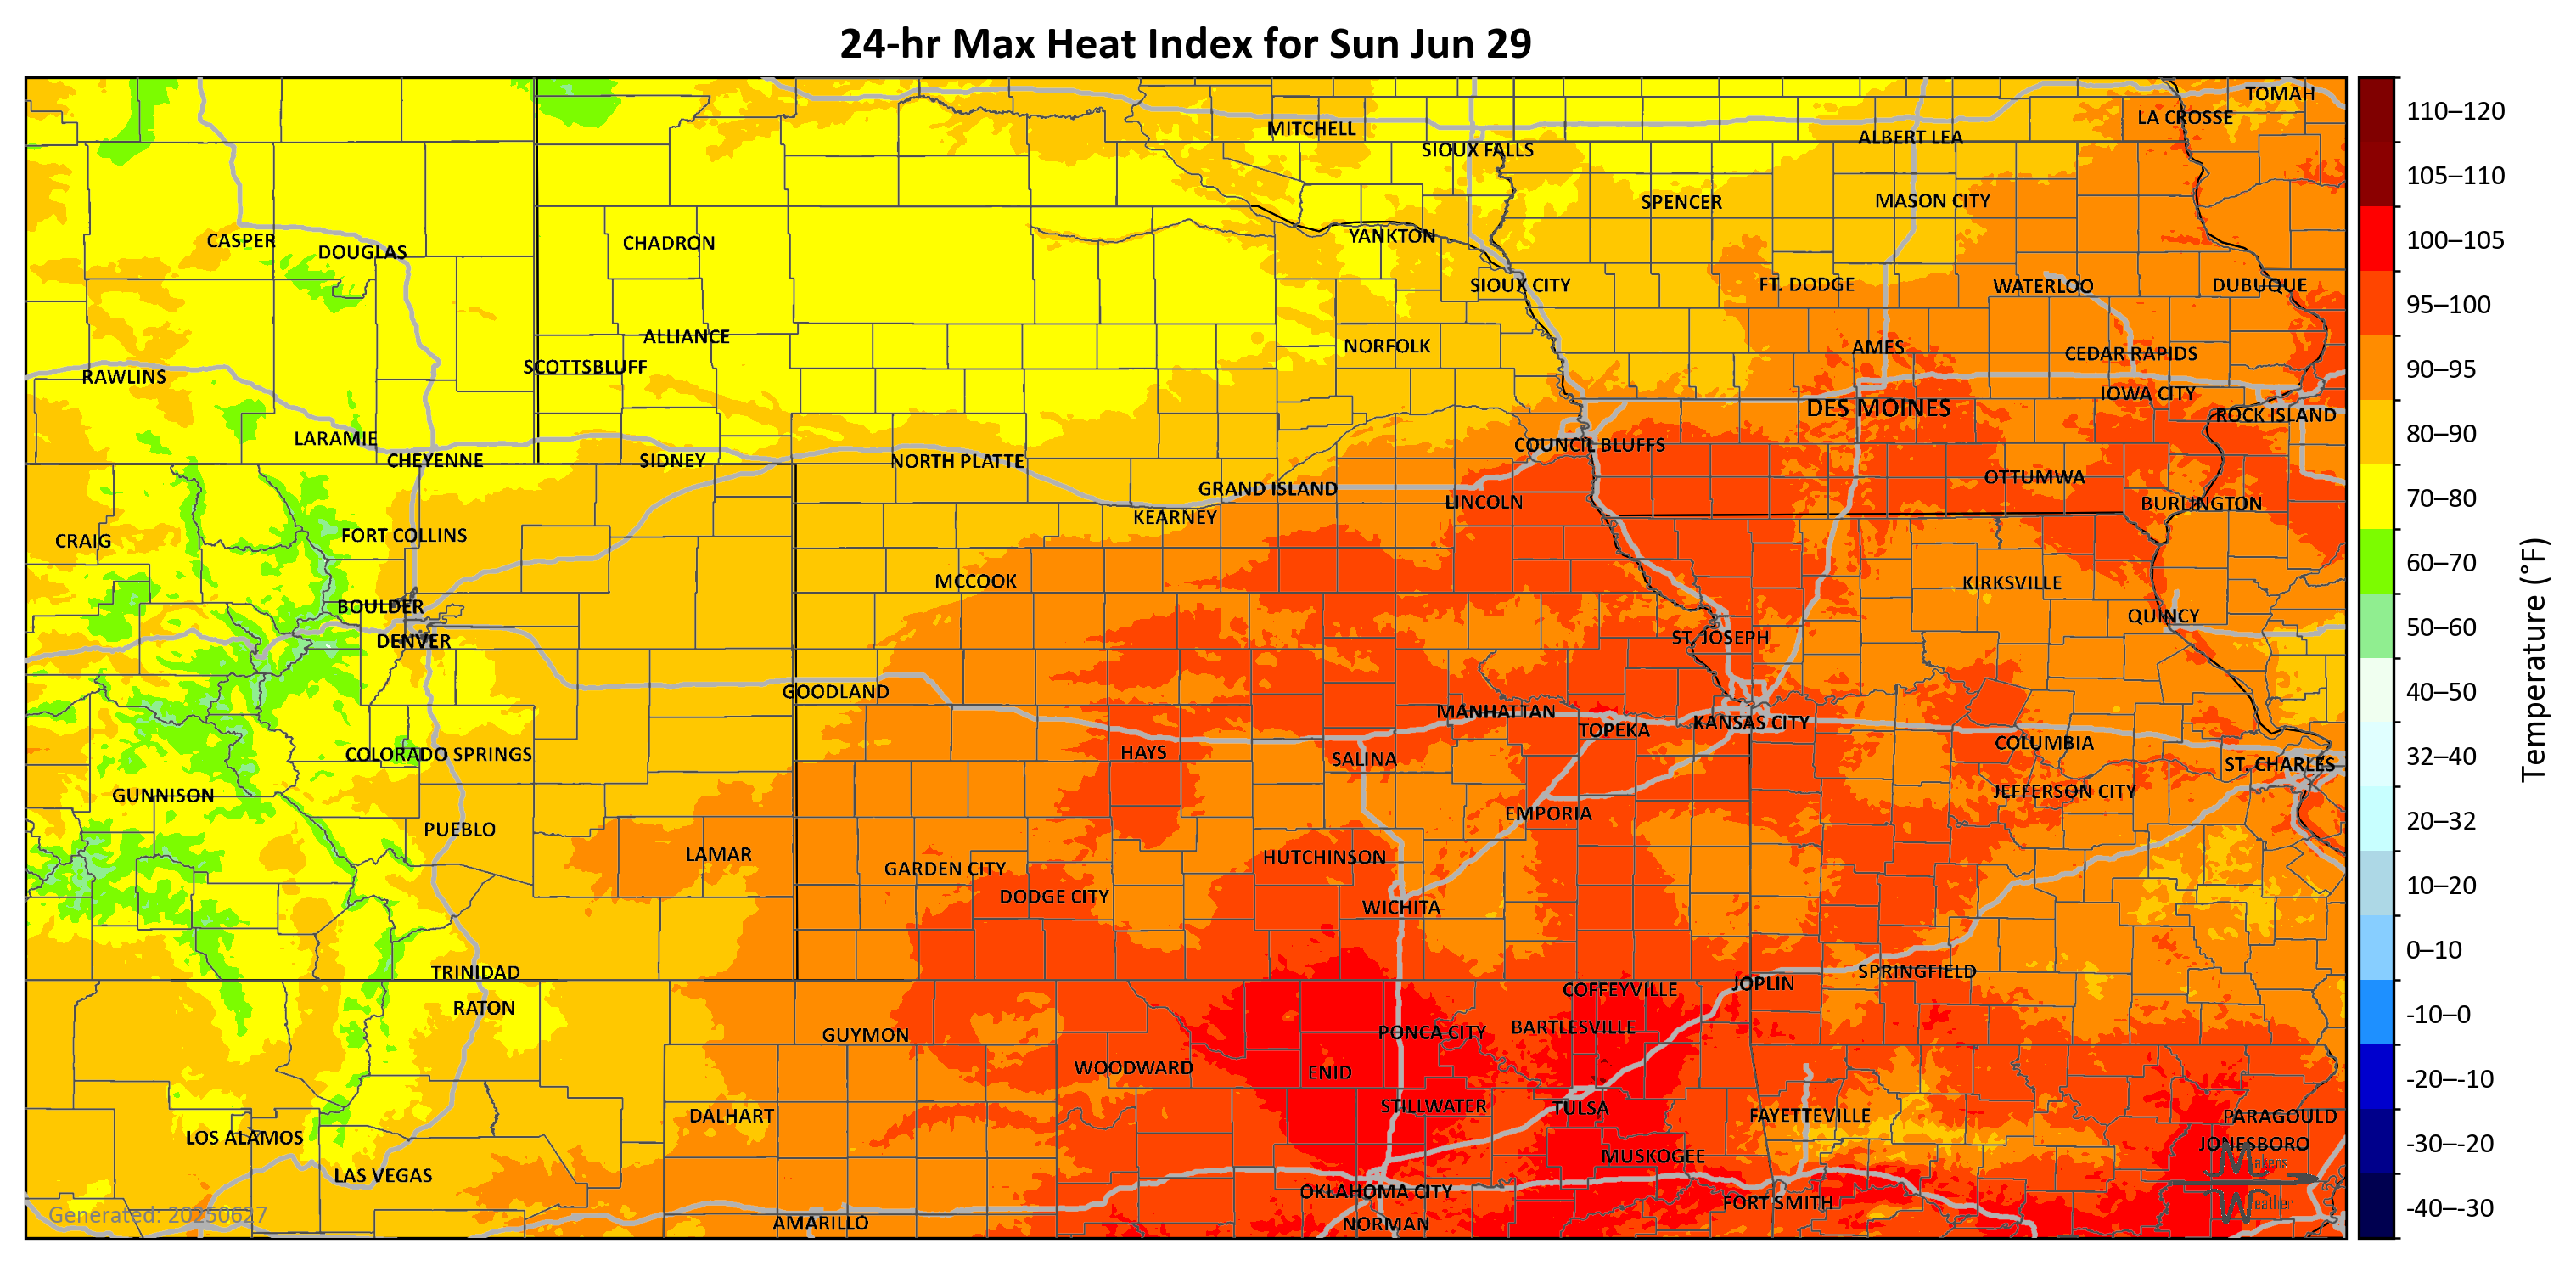 24-hr Max Heat Index for Sun Jun 29
TOMAH
LA CROSSE
MITCHELL
ALBERT LEA
SIOUX FALLS
SPENCER
MASON CITY
CASPER
DOUGLAS
CHADRON
YANKTON
SIOUX CITY
FT. DODGE
WATERLOO
DUBUQUE
ALLIANCE
NORFOLK
AMES
CEDAR RAPIDS
SCOTTSBLUFF
RAWLINS
IOWA CITY
DES MOINES
ROCK ISLAND
LARAMIE
COUNCIL BLUFFS
CHEYENNE
SIDNEY
NORTH PLATTE
OTTUMWA
GRAND ISLAND
LINCOLN
BURLINGTON
KEARNEY
CRAIG
FORT COLLINS
MCCOOK
KIRKSVILLE
BOULDER
QUINCY
DENVER
ST. JOSEPH
GOODLAND
MANHATTAN
TOPEKA
KANSAS CITY
COLORADO SPRINGS
HAYS
SALINA
COLUMBIA
ST. CHARLES
GUNNISON
JEFFERSON CITY
EMPORIA
PUEBLO
LAMAR
HUTCHINSON
GARDEN CITY
DODGE CITY
WICHITA
TRINIDAD
SPRINGFIELD
JOPLIN
COFFEYVILLE
RATON
GUYMON
PONCA CITY
BARTLESVILLE
WOODWARD
ENID
STILLWATER
TULSA
DALHART
FAYETTEVILLE
PARAGOULD
LOS ALAMOS
JONESBORO
MUSKOGEE
LAS VEGAS
OKLAHOMA CITY
FORT SMITH
AMARILLO
NORMAN
Generated: 20250627
Mavens
Weather
110–120
105–110
100–105
95–100
90–95
80–90
70–80
60–70
50–60
40–50
32–40
20–32
10–20
0–10
-10–0
-20–-10
-30–-20
-40–-30
Temperature (°F)